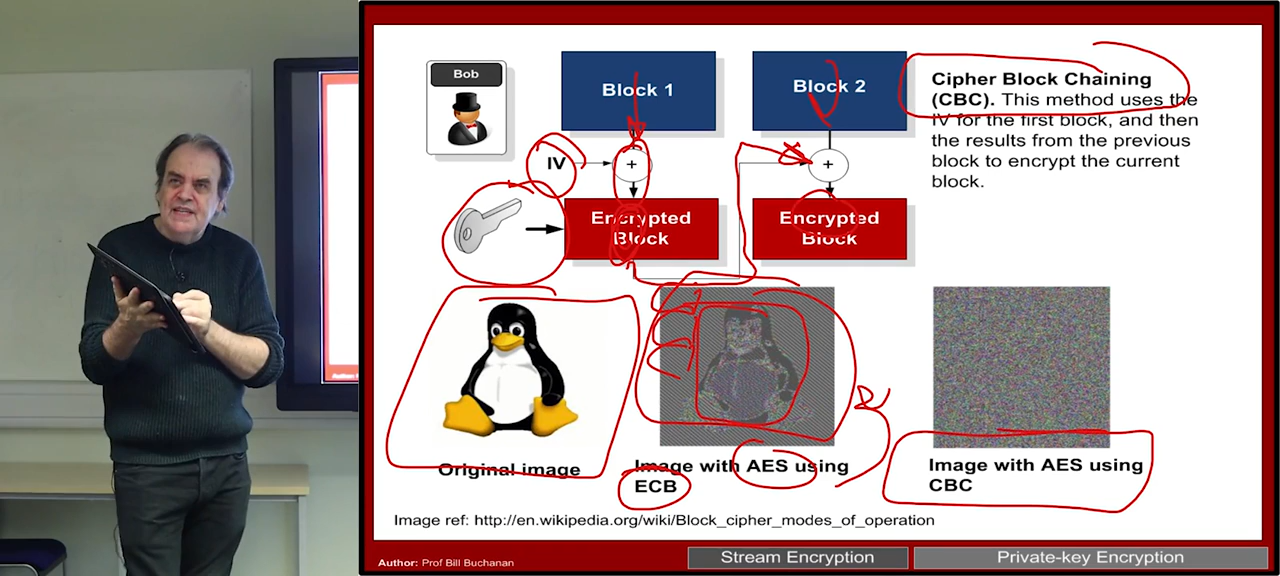 Bob
Block 1
Block 2
Cipher Block Chaining
(CBC). This method uses the
IV for the first block, and then
the results from the previous
block to encrypt the current
block.
IV
+
+
Encrypted
Block
Encrypted
Block
Original image
Image with AES using
ECB
Image with AES using
CBC
Image ref: http://en.wikipedia.org/wiki/Block_cipher_modes_of_operation
Author: Prof Bill Buchanan
Stream Encryption
Private-key Encryption